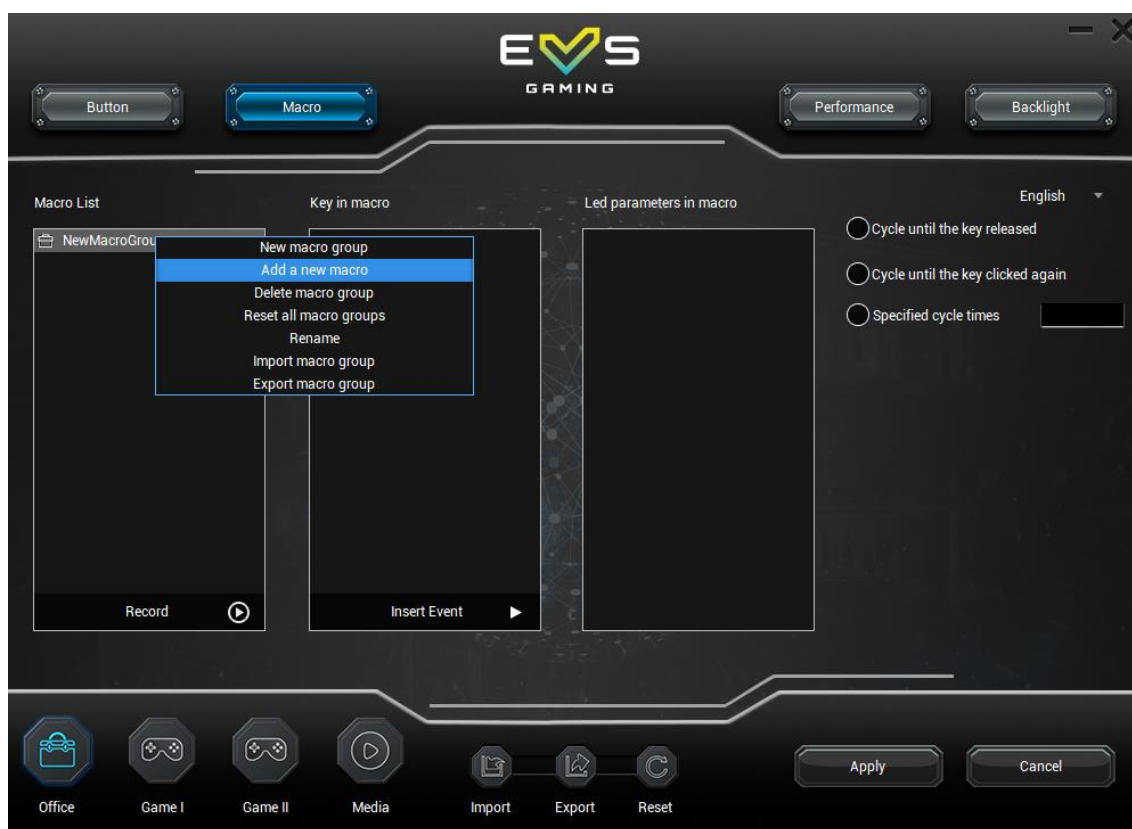 EVS
GAMING
Button
Macro
Performance
Backlight
English
Macro List
Key in macro
Led parameters in macro
NewMacroGrou
New macro group
Add a new macro
Delete macro group
Reset all macro groups
Rename
Import macro group
Export macro group
Cycle until the key released
Cycle until the key clicked again
Specified cycle times
Record
Insert Event
Office
Game I
Game II
Media
Import
Export
Reset
Apply
Cancel